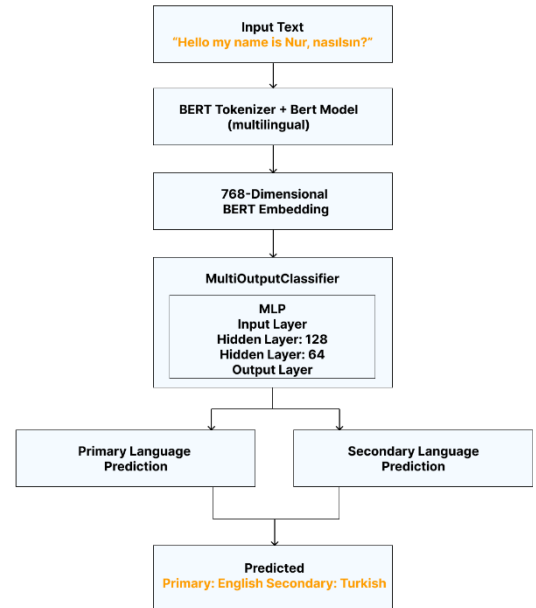 Input Text
"Hello my name is Nur, nasılsın?"
BERT Tokenizer + Bert Model
(multilingual)
768-Dimensional
BERT Embedding
MultiOutputClassifier
MLP
Input Layer
Hidden Layer: 128
Hidden Layer: 64
Output Layer
Primary Language
Prediction
Secondary Language
Prediction
Predicted
Primary: English Secondary: Turkish